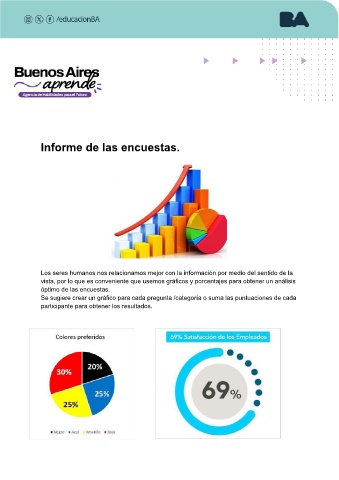 /educacionBA
BA
Buenos Aires
aprende
Agencia de Habilidades para el Futuro
Informe de las encuestas.
Los seres humanos nos relacionamos mejor con la información por medio del sentido de la
vista, por lo que es conveniente que usemos gráficos y porcentajes para obtener un análisis
óptimo de las encuestas.
Se sugiere crear un gráfico para cada pregunta /categoría o suma las puntuaciones de cada
participante para obtener los resultados.
Colores preferidos
30%
20%
25%
25%
Negro Azul Amarillo Rojo
69% Satisfacción de los Empleados
69%